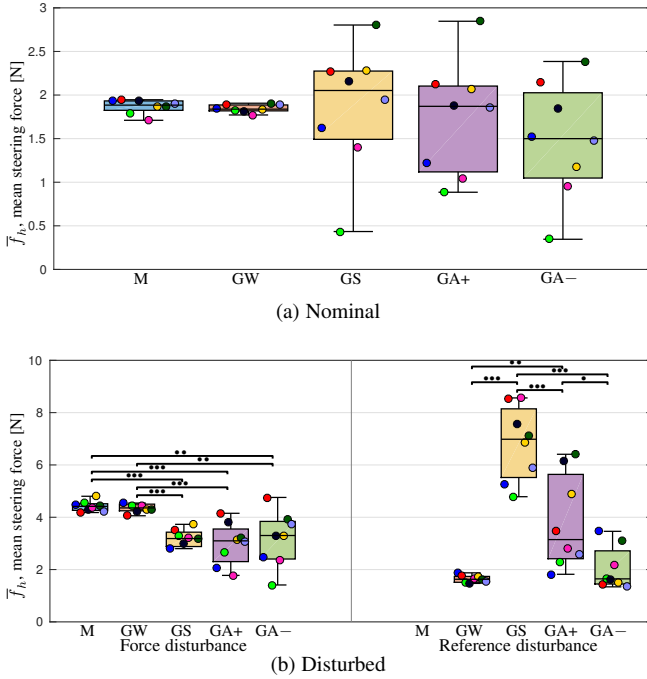 3
2.5
2
1.5
1
0.5
0
f̄h, mean steering force [N]
M GW GS GA+ GA−
(a) Nominal
10
8
6
4
2
0
f̄h, mean steering force [N]
M GW GS GA+ GA− M GW GS GA+ GA−
Force disturbance Reference disturbance
(b) Disturbed